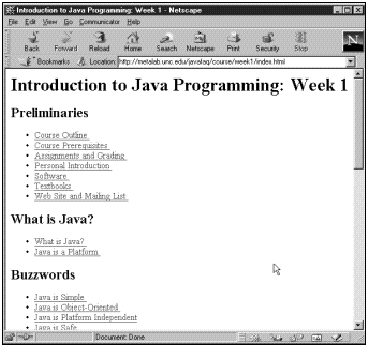 Introduction to Java Programming: Week 1 - Netscape
File Edit View Go Communicator Help
Back Forward Reload Home Search Netscape Print Security Stop
Bookmarks Location: http://metalab.unc.edu/javafaq/course/week1/index.html
Introduction to Java Programming: Week 1
Preliminaries
Course Outline
Course Prerequisites
Assignments and Grading
Personal Introduction
Software
Textbooks
Web Site and Mailing List
What is Java?
What is Java?
Java is a Platform
Buzzwords
Java is Simple
Java is Object-Oriented
Java is Platform Independent
Java is Safe
Document: Done